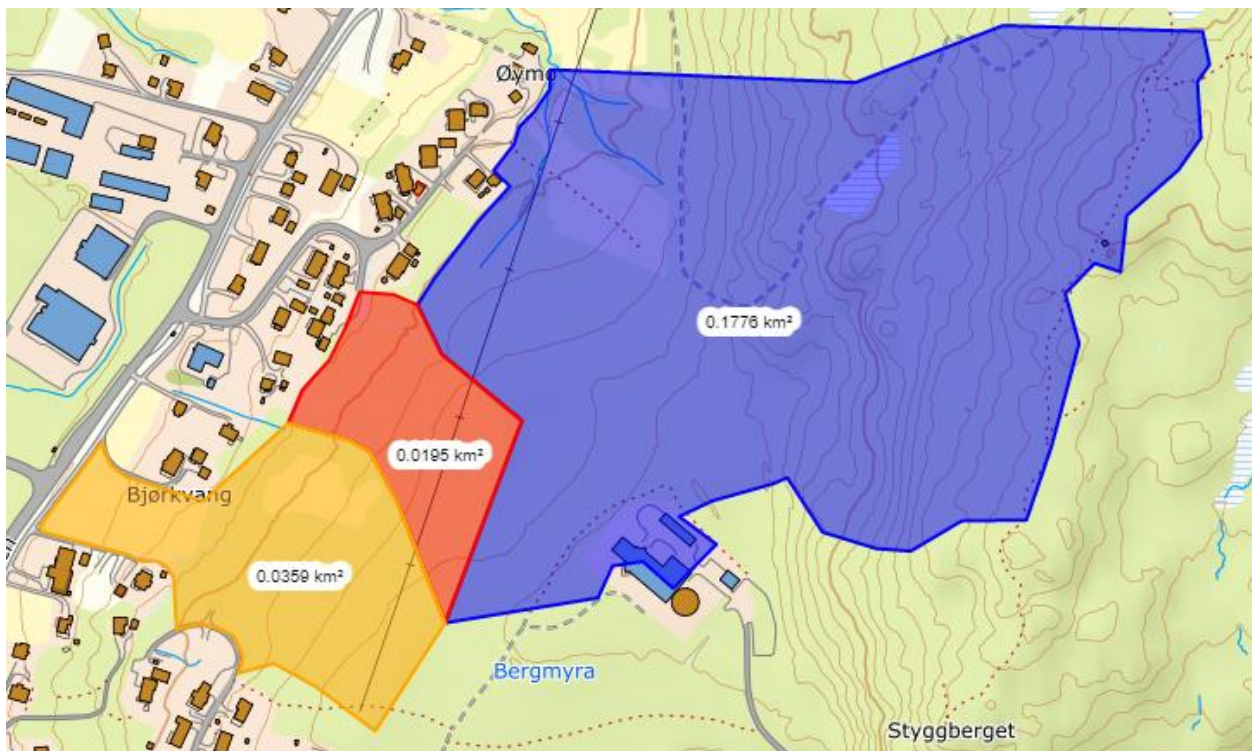 Øymo
0.1776 km²
0.0195 km²
Bjørkvang
0.0359 km²
Bergmyra
Styggberget